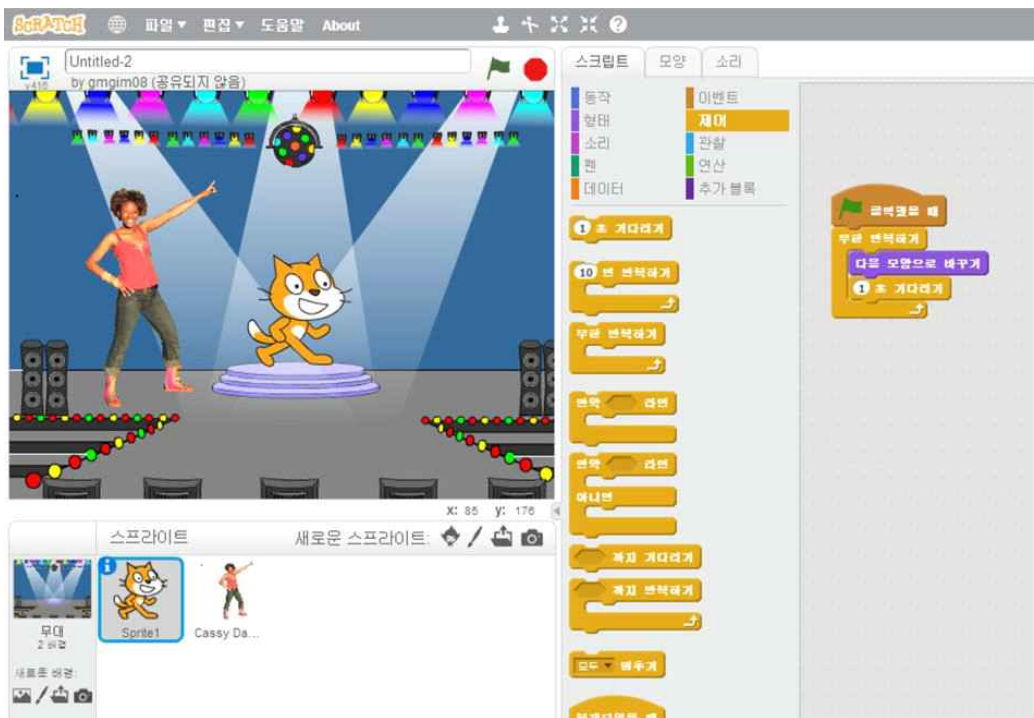 SCRATCH 파일▼ 편집▼ 도움말 About
Untitled-2
by gmgim08 (공유되지 않음)
v416
스크립트 모양 소리
동작 이벤트
형태 제어
소리 관찰
펜 연산
데이터 추가 블록
1 초 기다리기
10 번 반복하기
무한 반복하기
만약 라면
만약 라면
아니면
까지 기다리기
까지 반복하기
모두 ▼ 멈추기
클릭했을 때
무한 반복하기
다음 모양으로 바꾸기
1 초 기다리기
x: 85 y: 176
스프라이트 새로운 스프라이트:
Sprite1
Cassy Da...
무대
2 배경
새로운 배경: